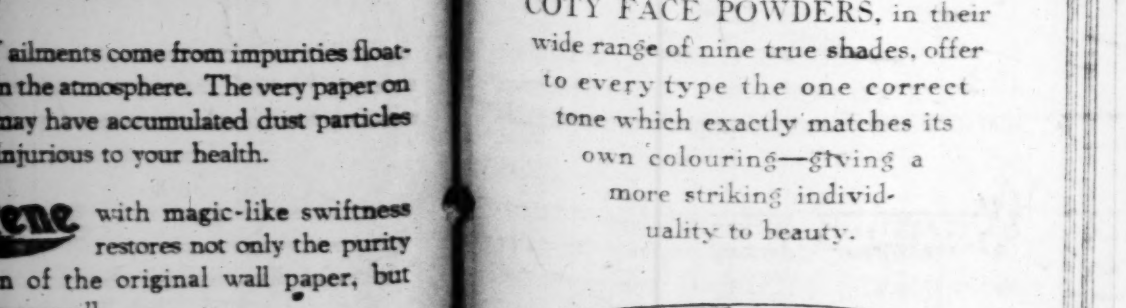 ailments come from impurities float-
the atmosphere. The very paper on
may have accumulated dust particles
injurious to your health.
with magic-like swiftness
restores not only the purity
of the original wall paper, but
COTY FACE POWDERS, in their
wide range of nine true shades, offer
to every type the one correct
tone which exactly matches its
own colouring—giving a
more striking individ-
uality to beauty.